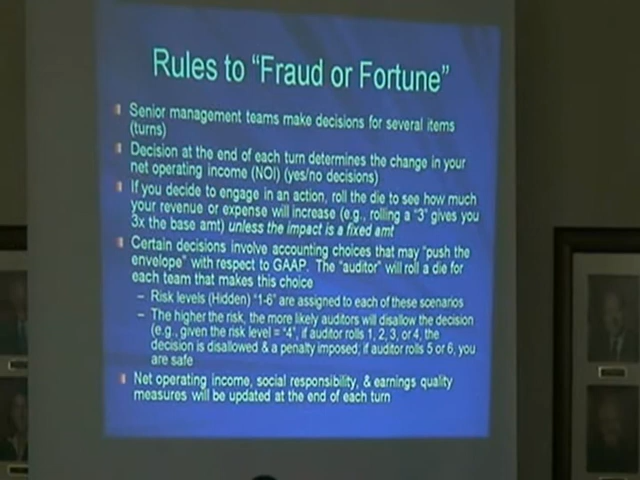 Rules to "Fraud or Fortune"
Senior management teams make decisions for several items
(turns)
Decision at the end of each turn determines the change in your
net operating income (NOI) (yes/no decisions)
If you decide to engage in an action, roll the die to see how much
your revenue or expense will increase (e.g., rolling a "3" gives you
3x the base amt) unless the impact is a fixed amt
Certain decisions involve accounting choices that may "push the
envelope" with respect to GAAP. The "auditor" will roll a die for
each team that makes this choice
– Risk levels (Hidden) "1-6" are assigned to each of these scenarios
– The higher the risk, the more likely auditors will disallow the decision
(e.g., given the risk level = "4", if auditor rolls 1, 2, 3, or 4, the
decision is disallowed & a penalty imposed; if auditor rolls 5 or 6, you
are safe
Net operating income, social responsibility, & earnings quality
measures will be updated at the end of each turn